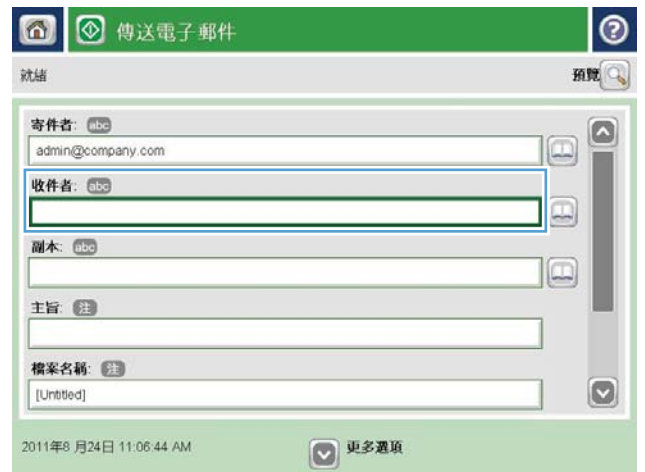 傳送電子郵件
?
就緒
預覽
寄件者: abc
admin@company.com
收件者: abc
副本: abc
主旨: 注
檔案名稱: 注
[Untitled]
2011年8 月24日 11:06:44 AM
更多選項